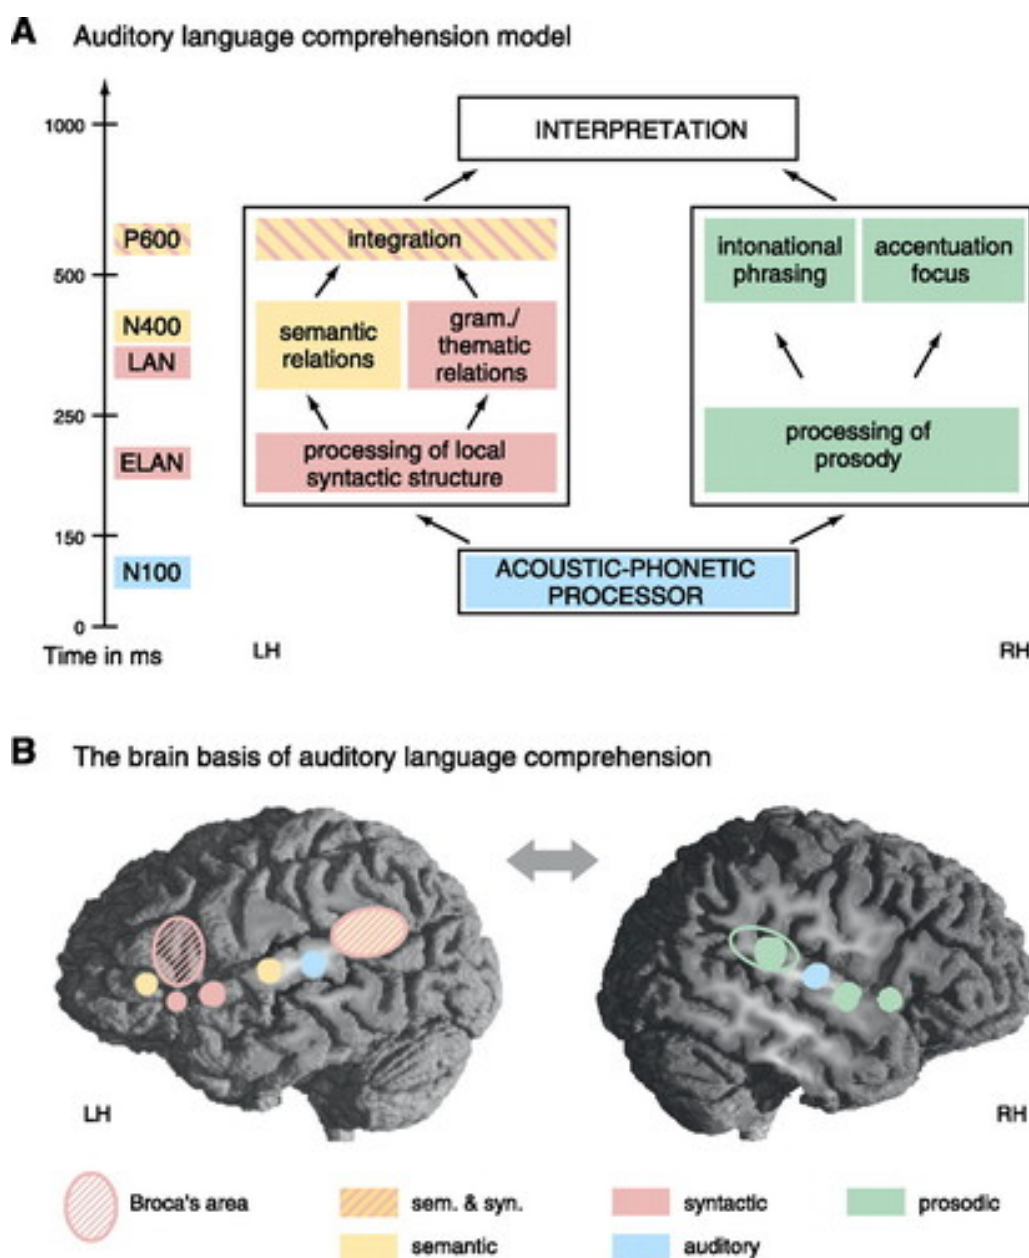 A Auditory language comprehension model
1000
INTERPRETATION
P600
integration
intonational
phrasing
accentuation
focus
500
N400
semantic
relations
gram./
thematic
relations
LAN
250
ELAN
processing of local
syntactic structure
processing of
prosody
150
N100
ACOUSTIC-PHONETIC
PROCESSOR
0
Time in ms
LH
RH
B The brain basis of auditory language comprehension
LH
RH
Broca's area
sem. & syn.
syntactic
prosodic
semantic
auditory